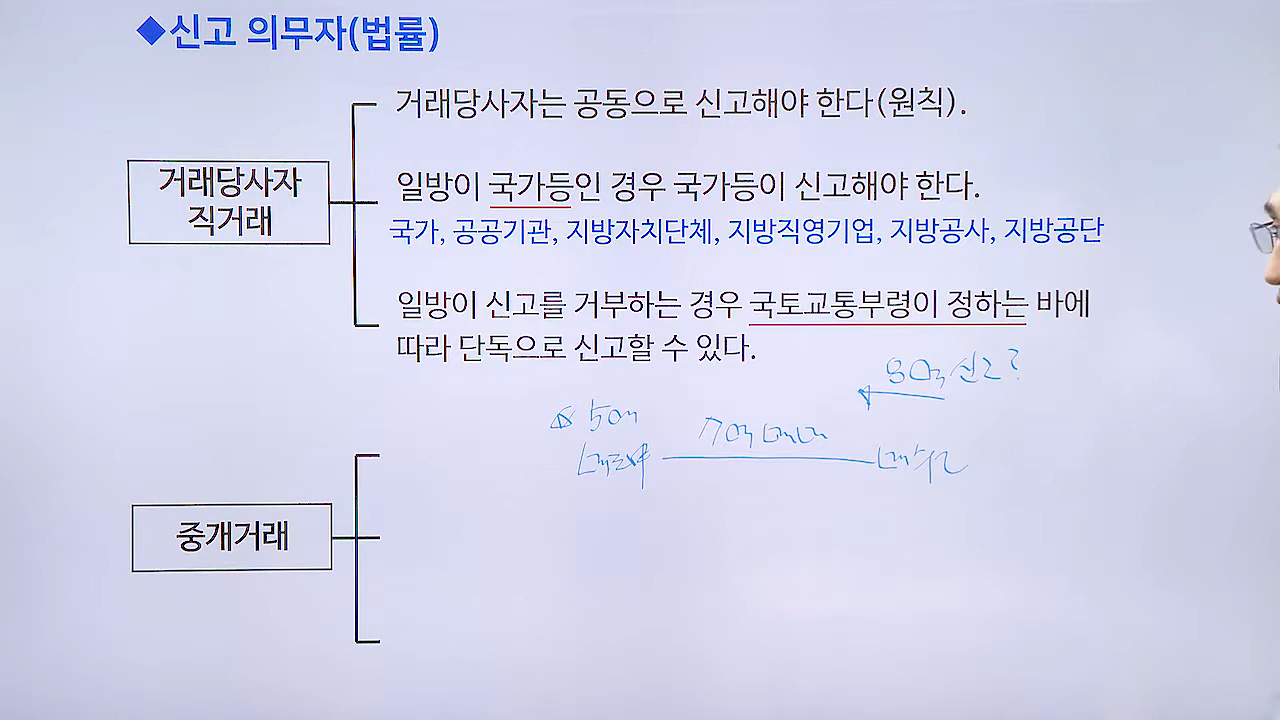 ◆신고 의무자(법률)
거래당사자는 공동으로 신고해야 한다(원칙).
거래당사자
직거래
일방이 국가등인 경우 국가등이 신고해야 한다.
국가, 공공기관, 지방자치단체, 지방직영기업, 지방공사, 지방공단
일방이 신고를 거부하는 경우 국토교통부령이 정하는 바에
따라 단독으로 신고할 수 있다.
8억 신고?
5억
7억 매매
매도 매수
중개거래